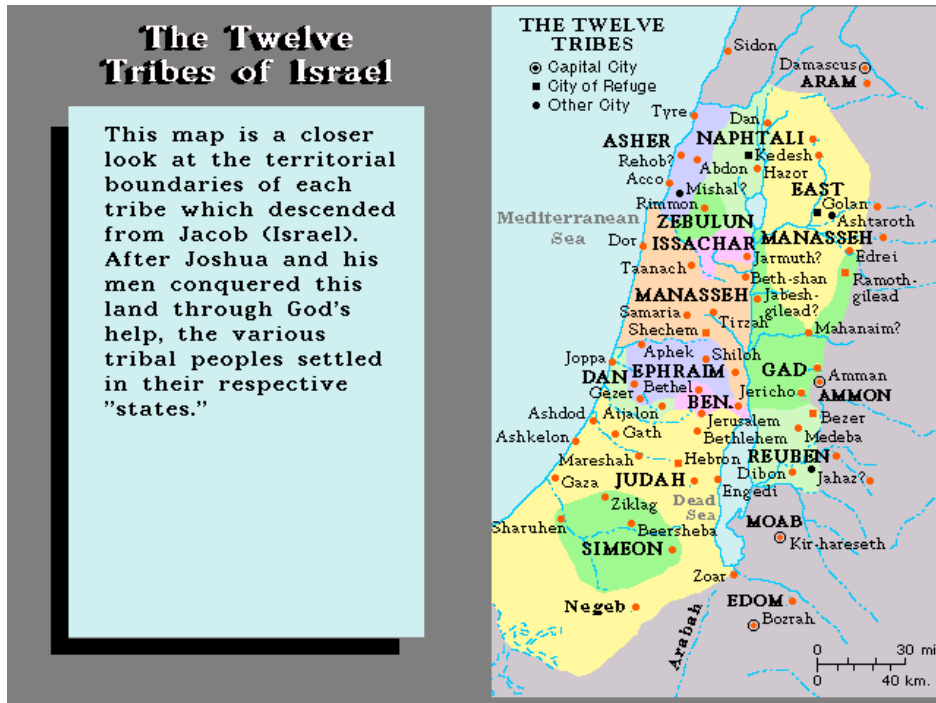 The Twelve
Tribes of Israel
This map is a closer
look at the territorial
boundaries of each
tribe which descended
from Jacob (Israel).
After Joshua and his
men conquered this
land through God's
help, the various
tribal peoples settled
in their respective
"states."
THE TWELVE
TRIBES
Capital City
City of Refuge
Other City
Sidon
Damascus
ARAM
Tyre
Dan
ASHER
NAPHTALI
Rehob?
Kedesh
Abdon
Hazor
Acco
Mishal?
EAST
Rimmon
Golan
Ashtaroth
Mediterranean
Sea
ZEBULUN
Dor
ISSACHAR
MANASSEH
Jarmuth?
Edrei
Taanach
Beth-shan
Ramoth-
gilead
MANASSEH
Jabesh-
gilead?
Samaria
Tirzah
Shechem
Mahanaim?
Aphek
Shiloh
Joppa
DAN
EPHRAIM
GAD
Amman
Bethel
Gezer
BEN.
Jericho
AMMON
Ashdod
Aijalon
Jerusalem
Bezer
Ashkelon
Gath
Bethlehem
Medeba
Mareshah
Hebron
REUBEN
Gaza
JUDAH
Dibon
Jahaz?
Engedi
Dead
Sea
Ziklag
Sharuhen
Beersheba
MOAB
SIMEON
Kir-hareseth
Zoar
Negeb
EDOM
Bozrah
Arabah
0 30 mi
0 40 km.